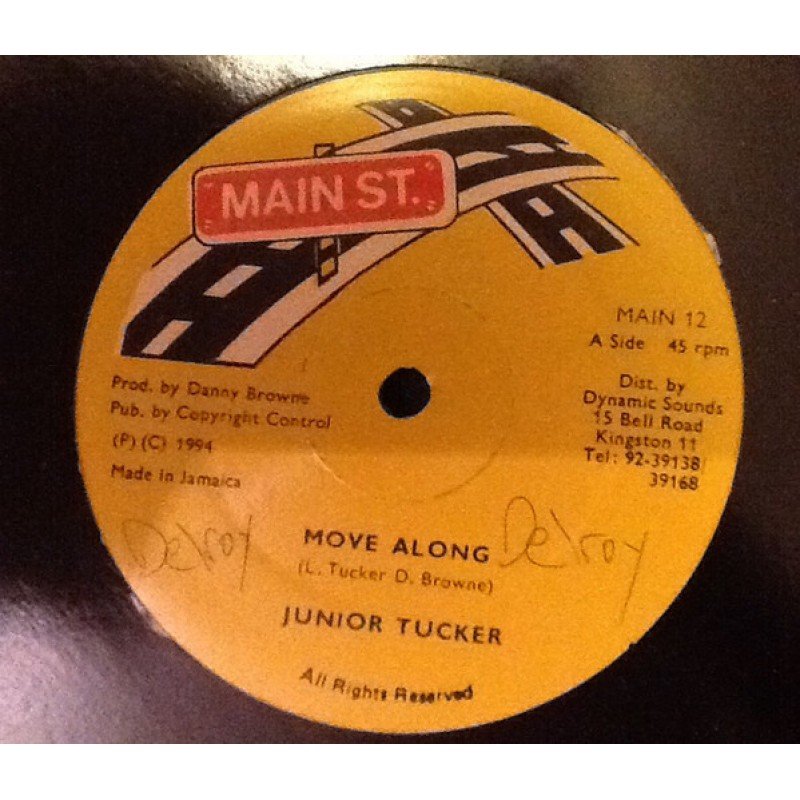 MAIN ST.
MAIN 12
A Side 45 rpm
Prod. by Danny Browne
Pub. by Copyright Control
(P) (C) 1994
Made in Jamaica
Dist. by
Dynamic Sounds
15 Bell Road
Kingston 11
Tel: 92-39138/
39168
Delroy
Delroy
MOVE ALONG
(L. Tucker D. Browne)
JUNIOR TUCKER
All Rights Reserved